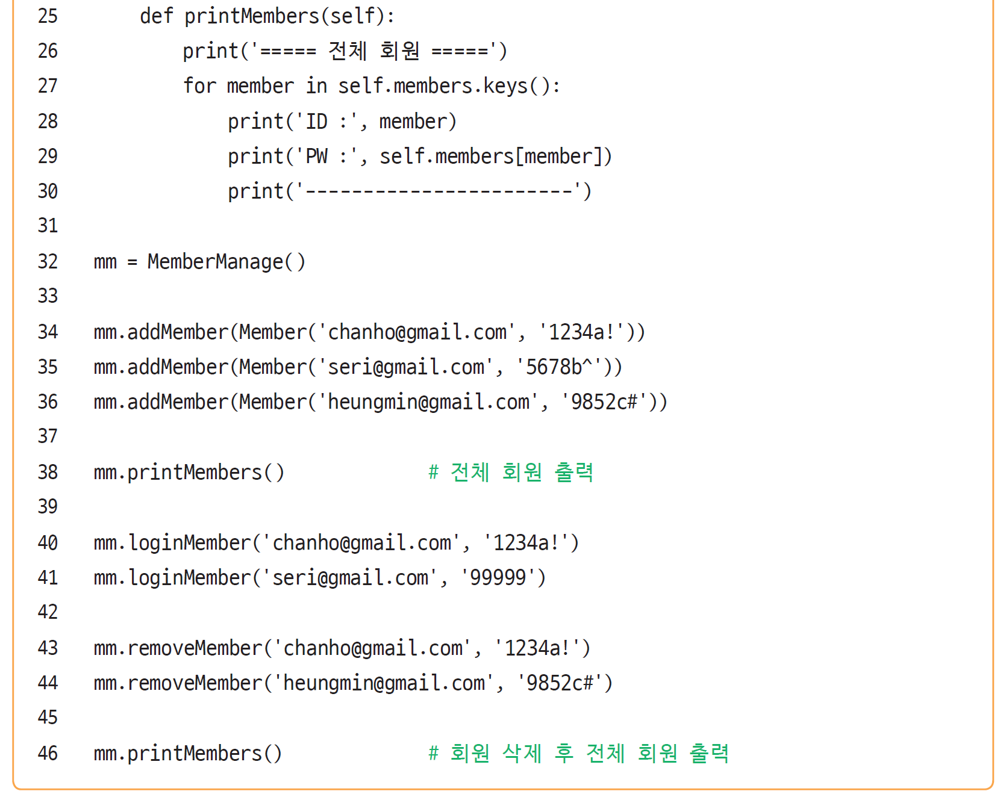 25 def printMembers(self):
26 print('===== 전체 회원 =====')
27 for member in self.members.keys():
28 print('ID :', member)
29 print('PW :', self.members[member])
30 print('-----------------------')
31
32 mm = MemberManage()
33
34 mm.addMember(Member('chanho@gmail.com', '1234a!'))
35 mm.addMember(Member('seri@gmail.com', '5678b^'))
36 mm.addMember(Member('heungmin@gmail.com', '9852c#'))
37
38 mm.printMembers() # 전체 회원 출력
39
40 mm.loginMember('chanho@gmail.com', '1234a!')
41 mm.loginMember('seri@gmail.com', '99999')
42
43 mm.removeMember('chanho@gmail.com', '1234a!')
44 mm.removeMember('heungmin@gmail.com', '9852c#')
45
46 mm.printMembers() # 회원 삭제 후 전체 회원 출력